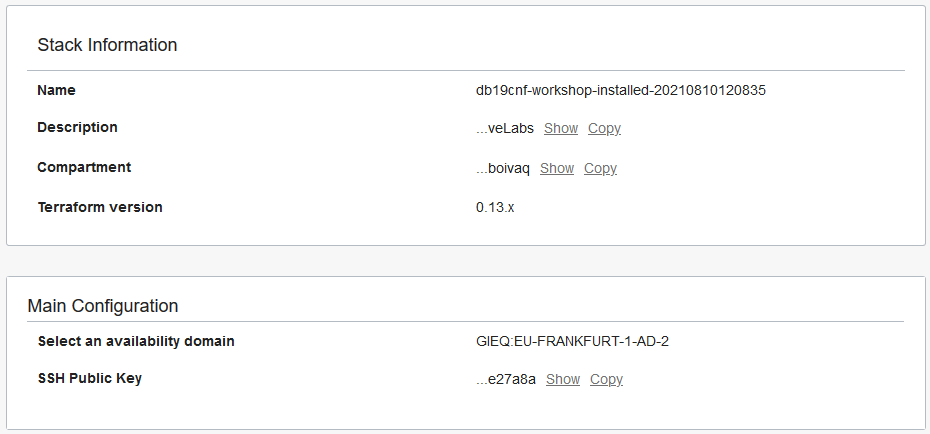 Stack Information
Name db19cnf-workshop-installed-20210810120835
Description ...veLabs Show Copy
Compartment ...boivaq Show Copy
Terraform version 0.13.x
Main Configuration
Select an availability domain GIEQ:EU-FRANKFURT-1-AD-2
SSH Public Key ...e27a8a Show Copy